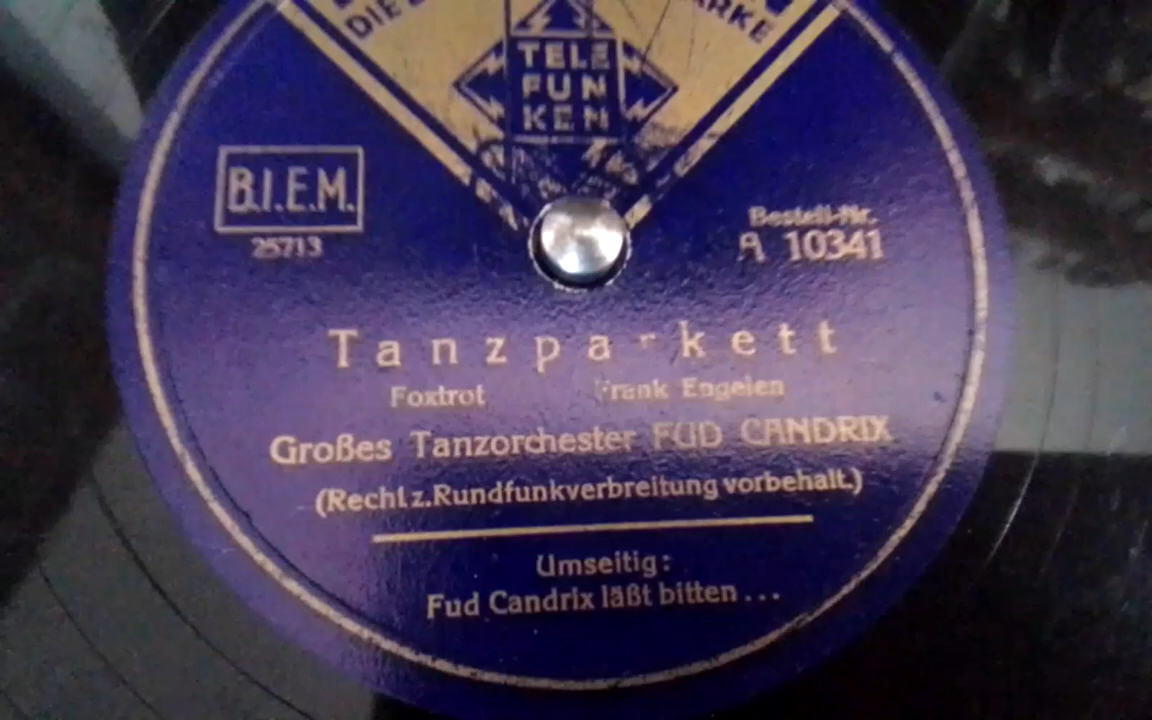 DIE
TELE
FUN
KEN
B.I.E.M.
25713
Bestell-Nr.
A 10341
Tanzparkett
Foxtrot Frank Engelen
Großes Tanzorchester FUD CANDRIX
(Recht z. Rundfunkverbreitung vorbehalt.)
Umseitig:
Fud Candrix läßt bitten...